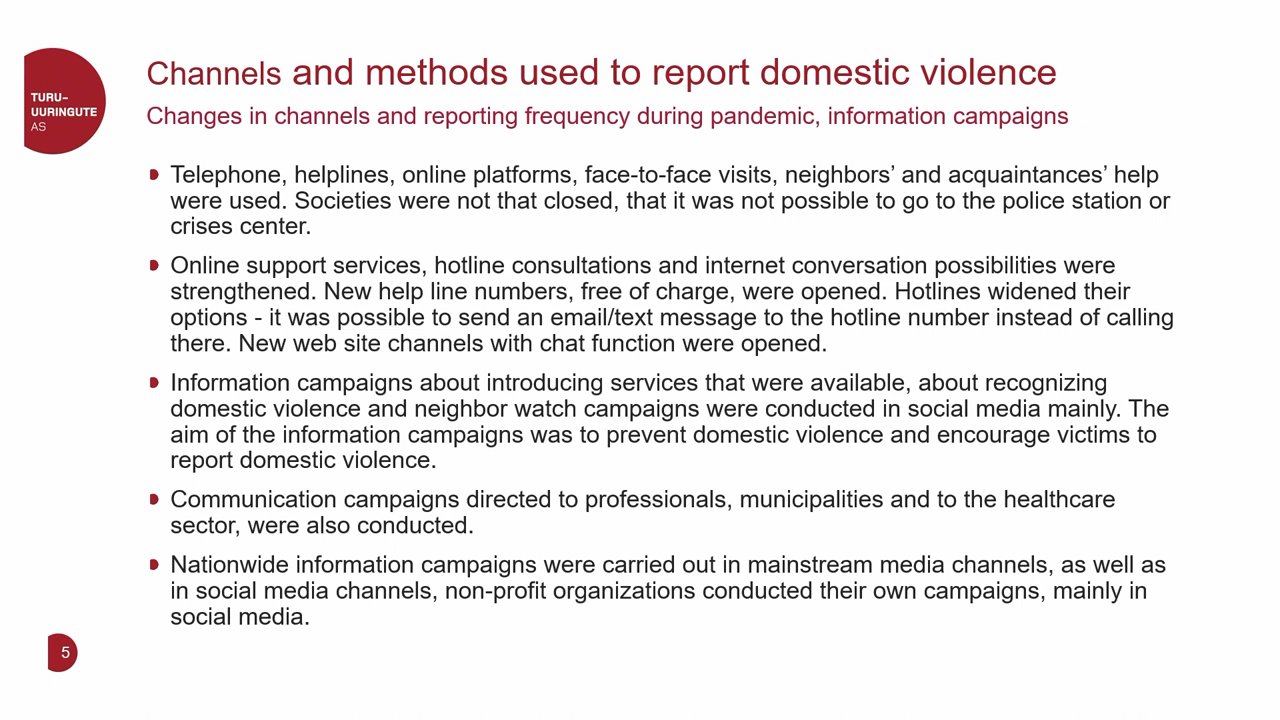 Channels and methods used to report domestic violence
Changes in channels and reporting frequency during pandemic, information campaigns
TURU-
UURINGUTE
AS
Telephone, helplines, online platforms, face-to-face visits, neighbors’ and acquaintances’ help
were used. Societies were not that closed, that it was not possible to go to the police station or
crises center.
Online support services, hotline consultations and internet conversation possibilities were
strengthened. New help line numbers, free of charge, were opened. Hotlines widened their
options - it was possible to send an email/text message to the hotline number instead of calling
there. New web site channels with chat function were opened.
Information campaigns about introducing services that were available, about recognizing
domestic violence and neighbor watch campaigns were conducted in social media mainly. The
aim of the information campaigns was to prevent domestic violence and encourage victims to
report domestic violence.
Communication campaigns directed to professionals, municipalities and to the healthcare
sector, were also conducted.
Nationwide information campaigns were carried out in mainstream media channels, as well as
in social media channels, non-profit organizations conducted their own campaigns, mainly in
social media.
5